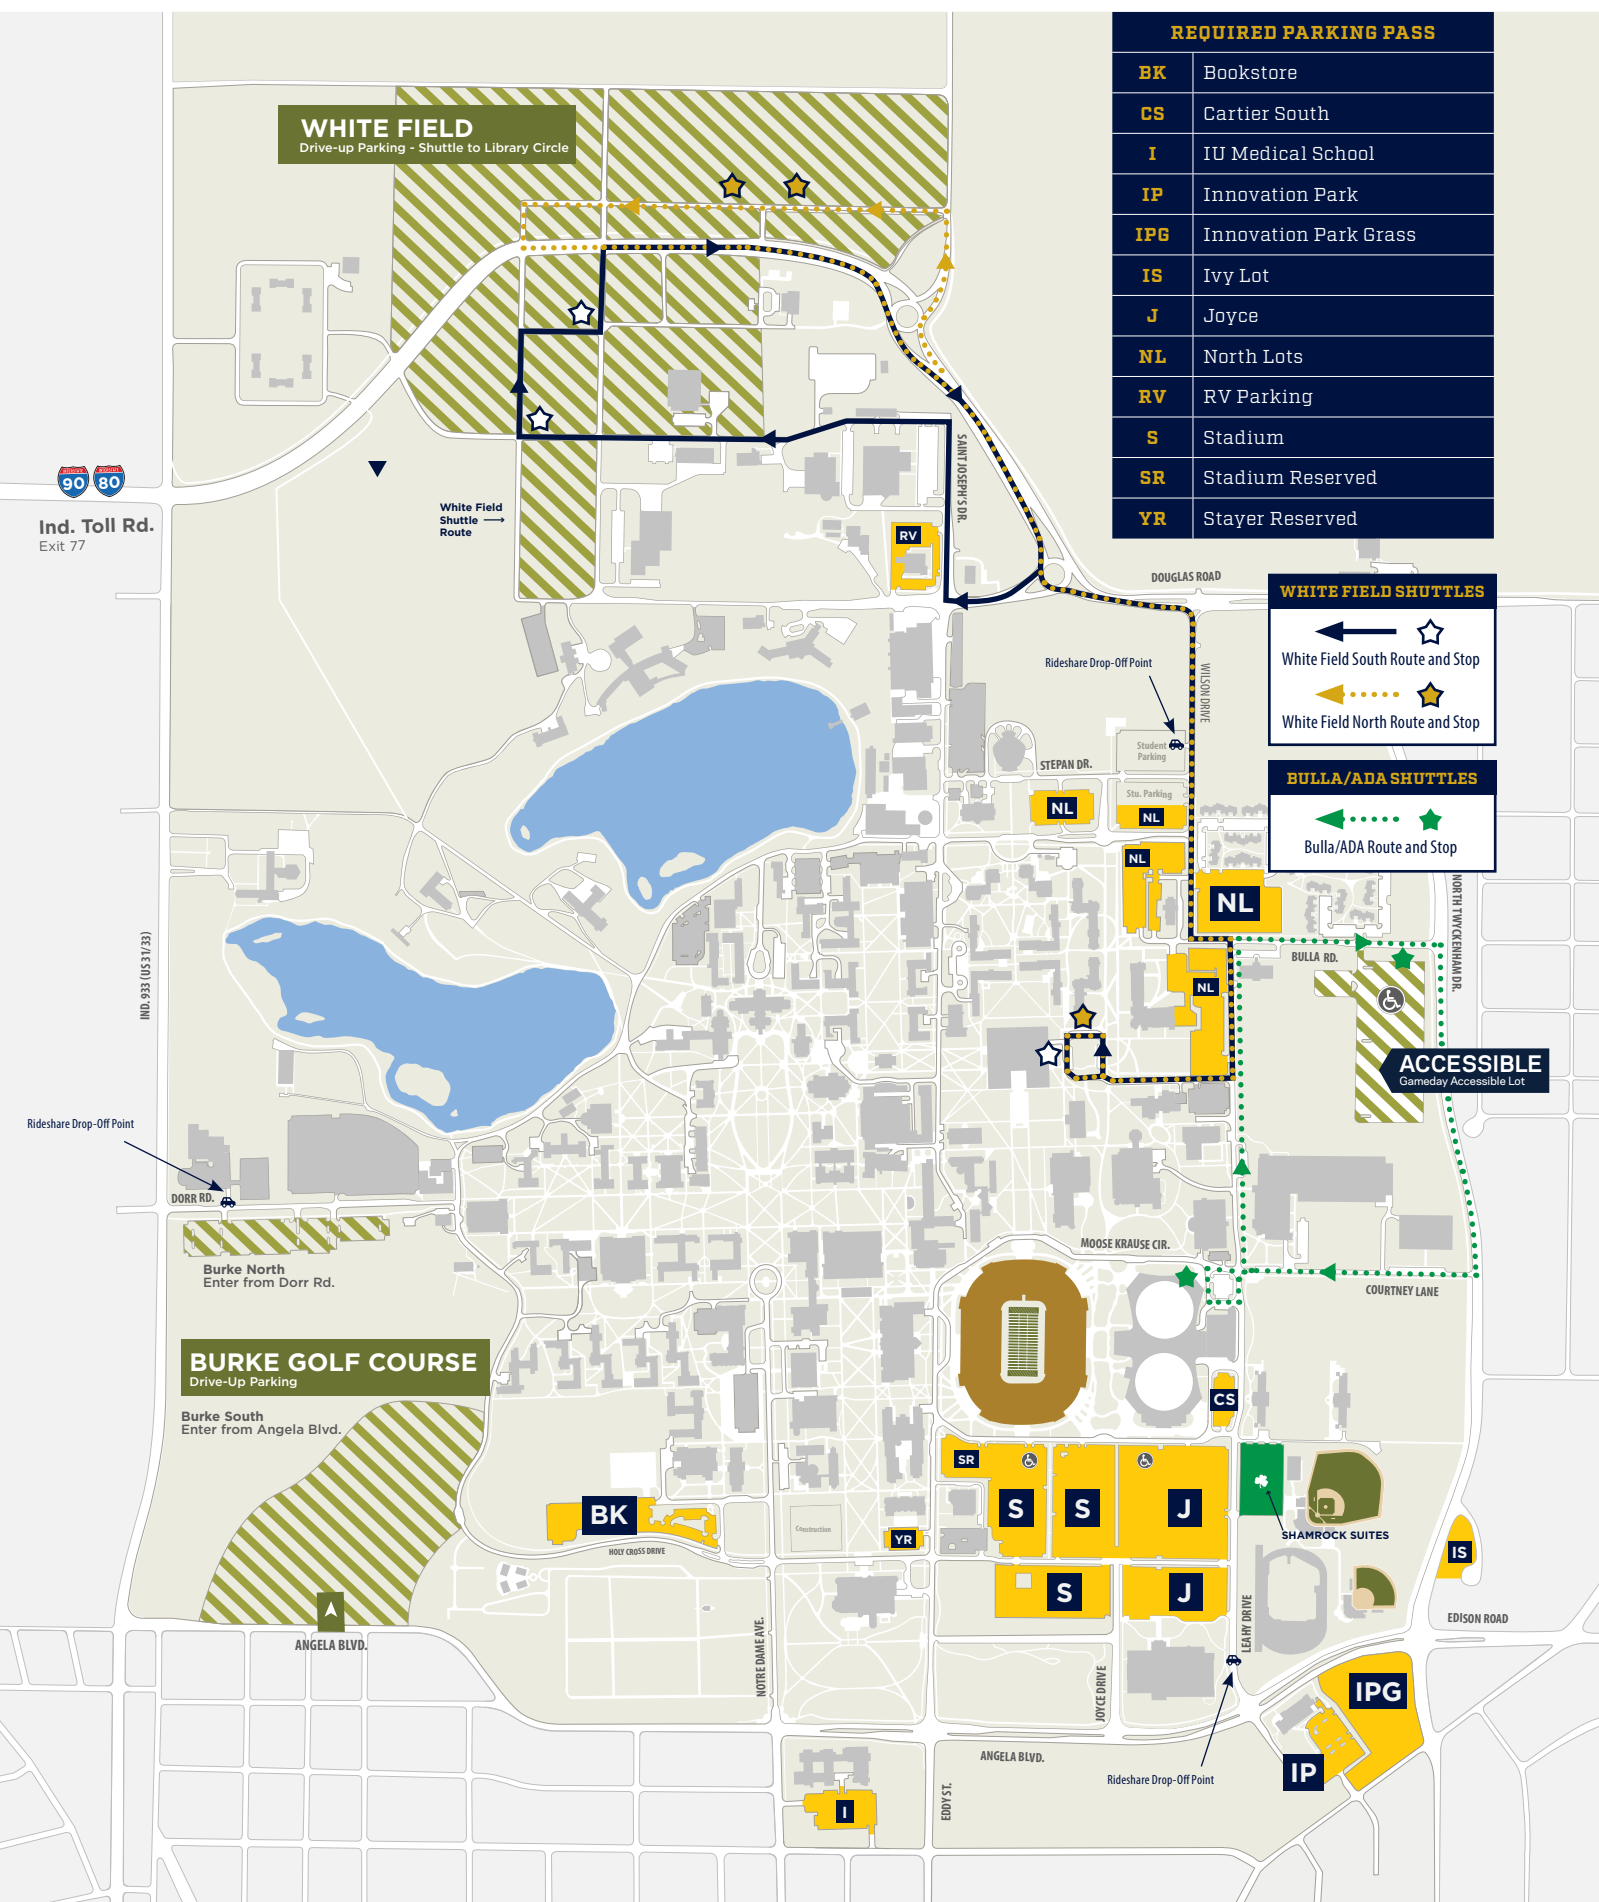 REQUIRED PARKING PASS
BK Bookstore
CS Cartier South
I IU Medical School
IP Innovation Park
IPG Innovation Park Grass
IS Ivy Lot
J Joyce
NL North Lots
RV RV Parking
S Stadium
SR Stadium Reserved
YR Stayer Reserved
WHITE FIELD
Drive-up Parking - Shuttle to Library Circle
90
80
Ind. Toll Rd.
Exit 77
White Field
Shuttle
Route
SAINT JOSEPH'S DR.
RV
DOUGLAS ROAD
WHITE FIELD SHUTTLES
White Field South Route and Stop
White Field North Route and Stop
BULLA/ADA SHUTTLES
Bulla/ADA Route and Stop
Rideshare Drop-Off Point
WILSON DRIVE
Student
Parking
STEPAN DR.
Stu. Parking
NL
NL
NL
NL
NORTH TWYCKENHAM DR.
BULLA RD.
NL
IND. 933 (US 31/33)
ACCESSIBLE
Gameday Accessible Lot
Rideshare Drop-Off Point
DORR RD.
Burke North
Enter from Dorr Rd.
MOOSE KRAUSE CIR.
COURTNEY LANE
BURKE GOLF COURSE
Drive-Up Parking
Burke South
Enter from Angela Blvd.
CS
SR
S
S
J
BK
Construction
YR
HOLY CROSS DRIVE
SHAMROCK SUITES
IS
S
J
LEAHY DRIVE
EDISON ROAD
ANGELA BLVD.
NOTRE DAME AVE.
JOYCE DRIVE
IPG
IP
ANGELA BLVD.
Rideshare Drop-Off Point
EDDY ST.
I